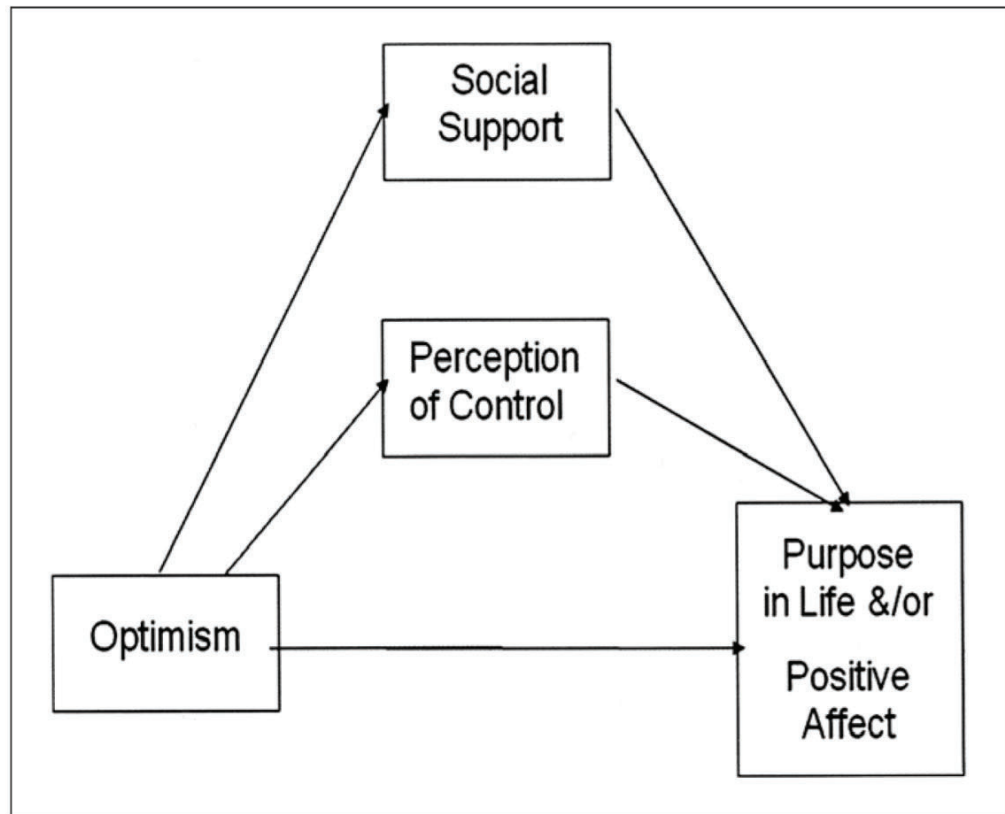 Social
Support
Perception
of Control
Optimism
Purpose
in Life &/or
Positive
Affect